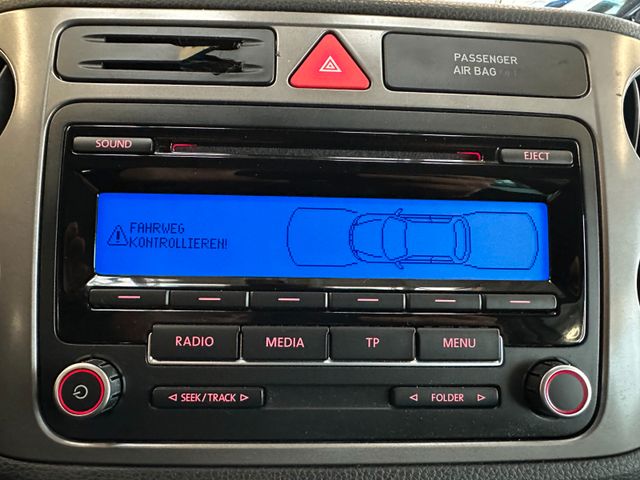 PASSENGER
AIR BAG
SOUND
EJECT
FAHRWEG
KONTROLLIEREN!
RADIO
MEDIA
TP
MENU
SEEK/TRACK
FOLDER